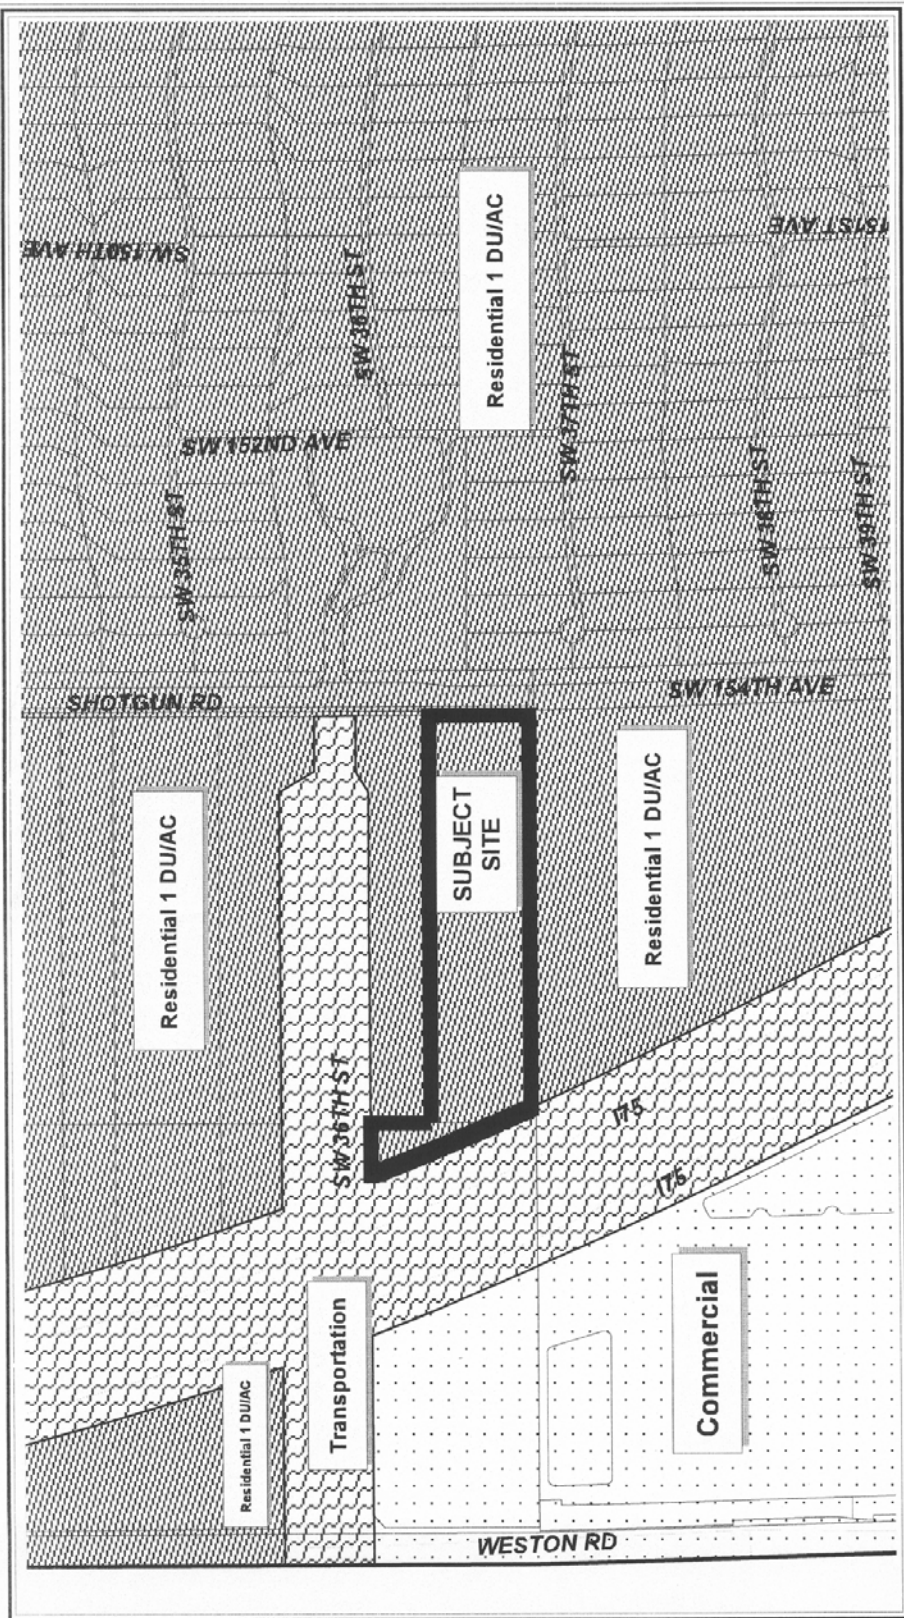 SW 150TH AVE
151ST AVE
SW 36TH ST
Residential 1 DU/AC
SW 37TH ST
SW 152ND AVE
SW 35TH ST
SW 38TH ST
SW 39TH ST
SHOTGUN RD
SW 154TH AVE
Residential 1 DU/AC
SUBJECT
SITE
Residential 1 DU/AC
SW 36TH ST
I75
I75
Residential 1 DU/AC
Transportation
Commercial
WESTON RD